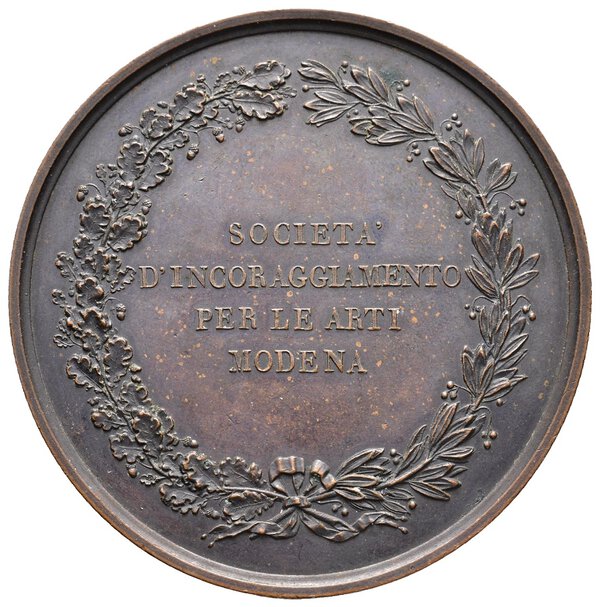 SOCIETA'
D'INCORAGGIAMENTO
PER LE ARTI
MODENA